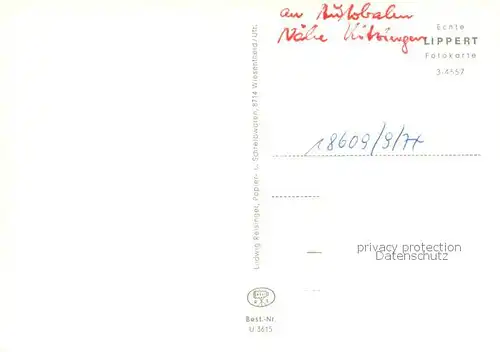 an Autobahn
Nähe Kitzingen
Echte
LIPPERT
Fotokarte
3-4557
Ludwig Reisinger, Papier- u. Schreibwaren, 8714 Wiesentheid/Ufr.
18609/9/74
privacy protection
Datenschutz
Best.-Nr.
U 3615